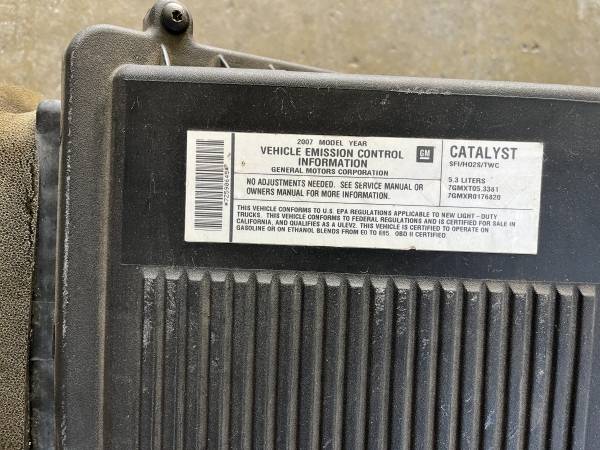 2007 MODEL YEAR
VEHICLE EMISSION CONTROL
INFORMATION
GENERAL MOTORS CORPORATION
GM
CATALYST
SFI/HO2S/TWC
NO ADJUSTMENTS NEEDED. SEE SERVICE MANUAL OR
OWNERS MANUAL FOR MORE INFORMATION.
5.3 LITERS
7GMXT05.3381
7GMXR0176820
THIS VEHICLE CONFORMS TO U.S. EPA REGULATIONS APPLICABLE TO NEW LIGHT-DUTY
TRUCKS. THIS VEHICLE CONFORMS TO FEDERAL REGULATIONS AND IS CERTIFIED FOR SALE IN
CALIFORNIA, AND QUALIFIES AS A ULEV2. THIS VEHICLE IS CERTIFIED TO OPERATE ON
GASOLINE OR ON ETHANOL BLENDS FROM E0 TO E85. OBD II CERTIFIED.